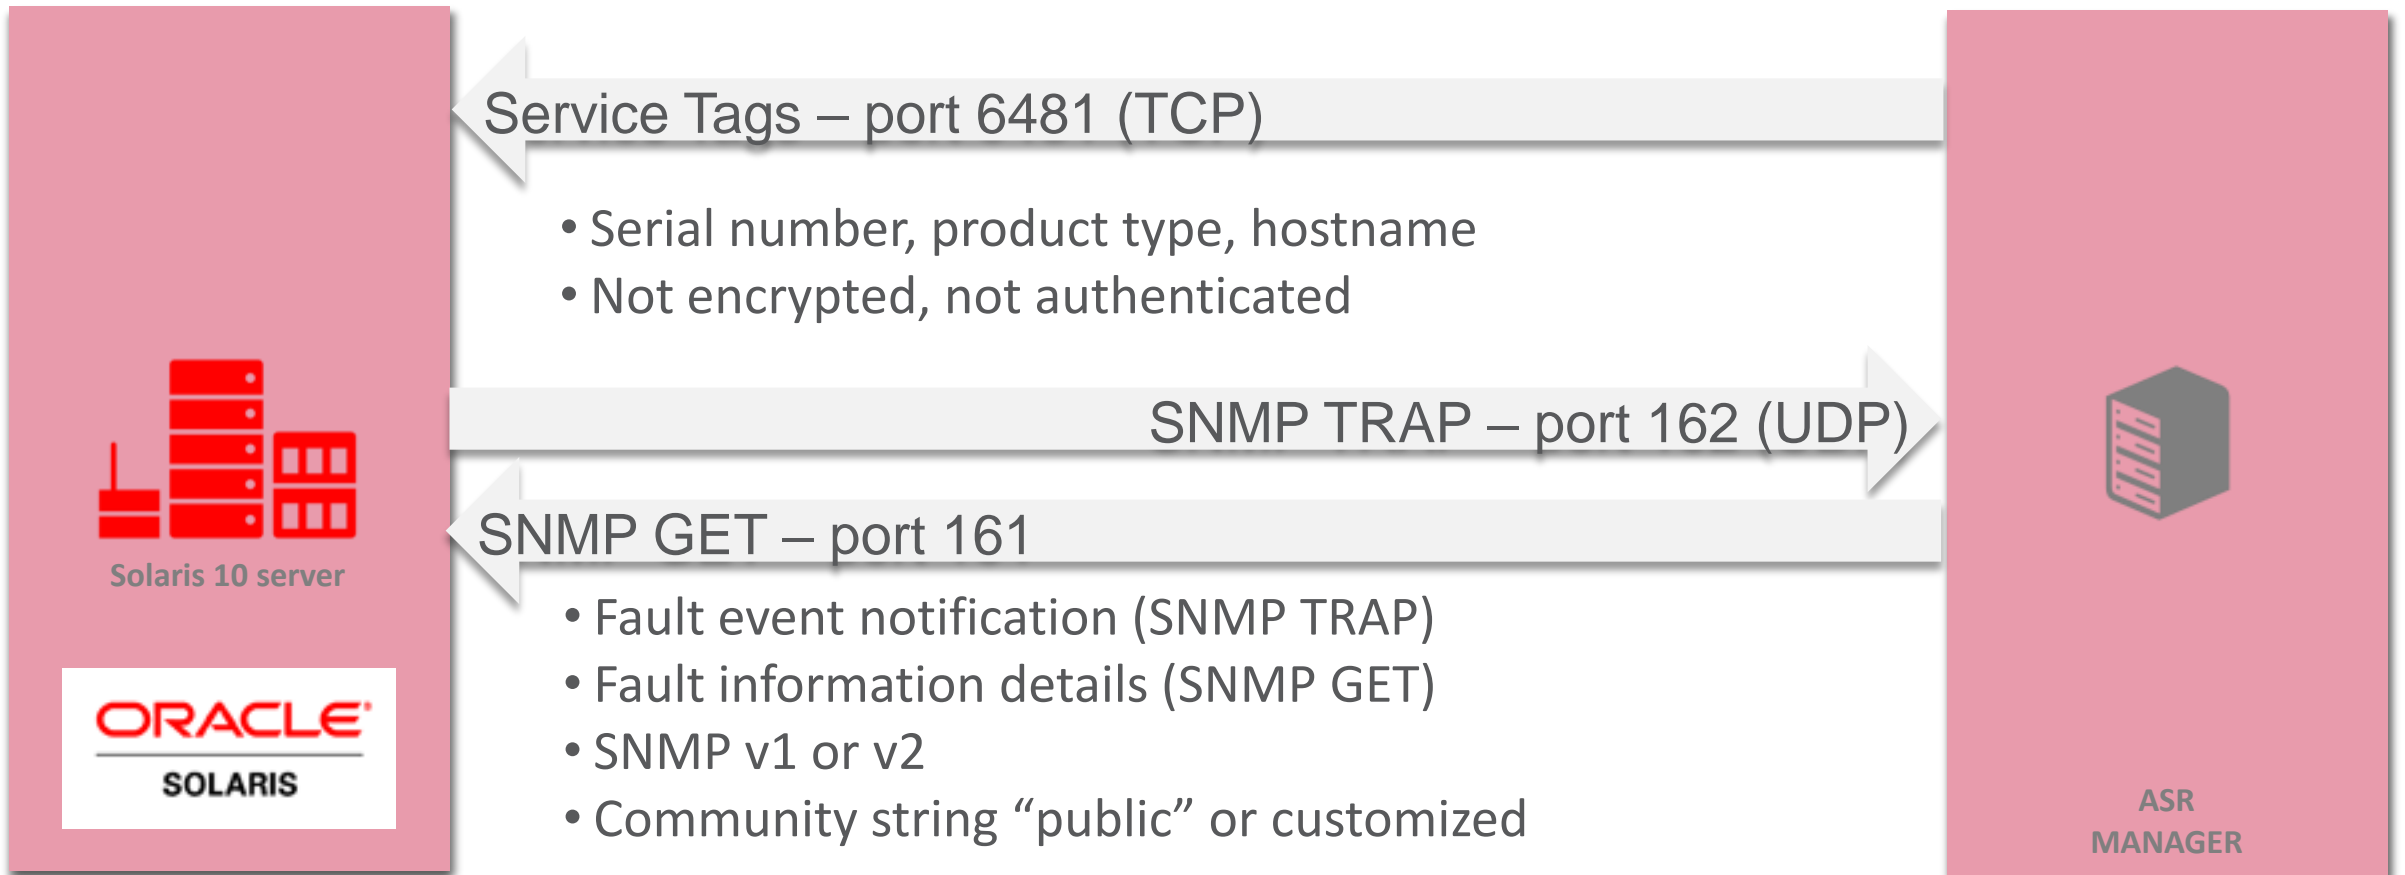 Service Tags – port 6481 (TCP)
• Serial number, product type, hostname
• Not encrypted, not authenticated
SNMP TRAP – port 162 (UDP)
SNMP GET – port 161
• Fault event notification (SNMP TRAP)
• Fault information details (SNMP GET)
• SNMP v1 or v2
• Community string “public” or customized
Solaris 10 server
ORACLE®
SOLARIS
ASR
MANAGER